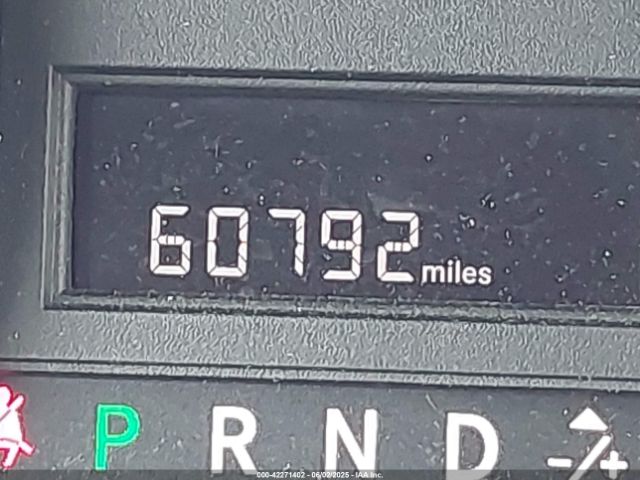 60792 miles
P R N D -/+
000-42271402 - 06/02/2025 - IAA Inc.